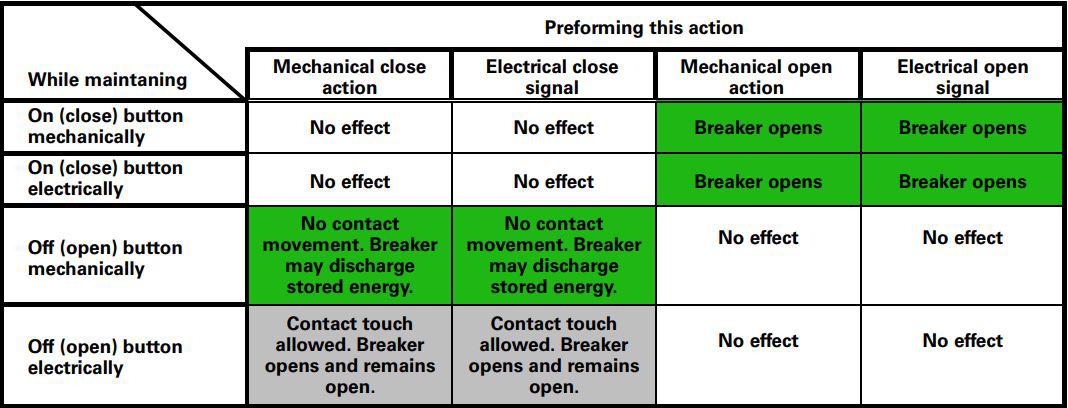 Preforming this action
While maintaning
Mechanical close
action
Electrical close
signal
Mechanical open
action
Electrical open
signal
On (close) button
mechanically
No effect
No effect
Breaker opens
Breaker opens
On (close) button
electrically
No effect
No effect
Breaker opens
Breaker opens
Off (open) button
mechanically
No contact
movement. Breaker
may discharge
stored energy.
No contact
movement. Breaker
may discharge
stored energy.
No effect
No effect
Off (open) button
electrically
Contact touch
allowed. Breaker
opens and remains
open.
Contact touch
allowed. Breaker
opens and remains
open.
No effect
No effect